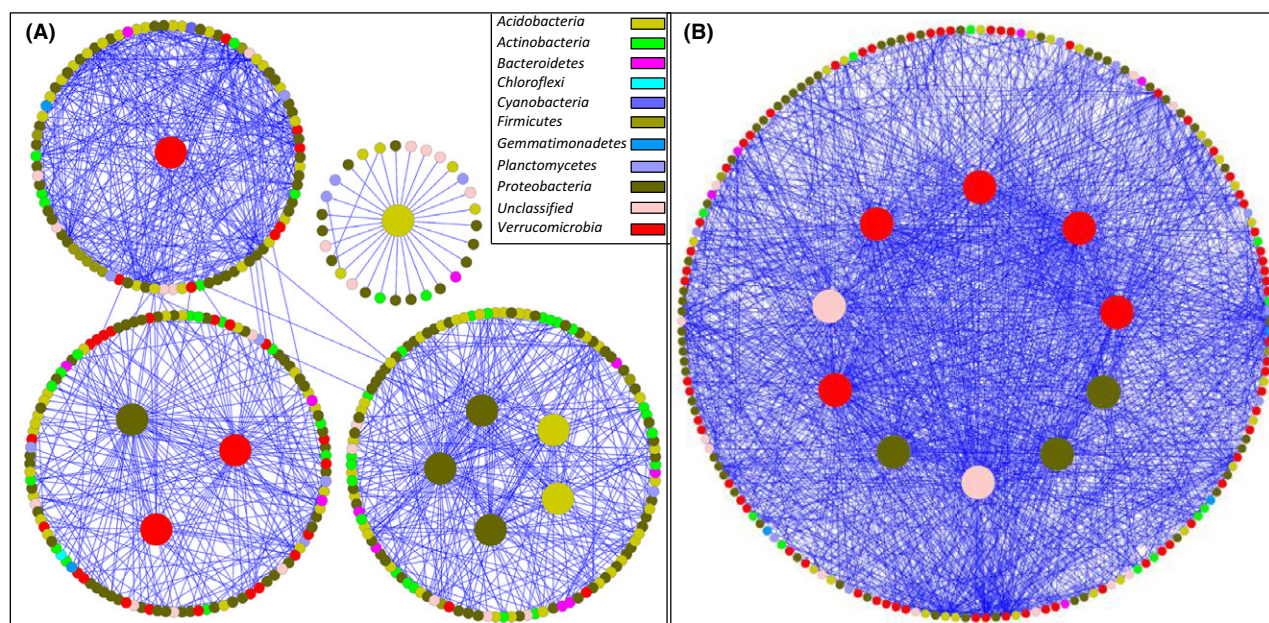 (A)
Acidobacteria
Actinobacteria
Bacteroidetes
Chloroflexi
Cyanobacteria
Firmicutes
Gemmatimonadetes
Planctomycetes
Proteobacteria
Unclassified
Verrucomicrobia
(B)